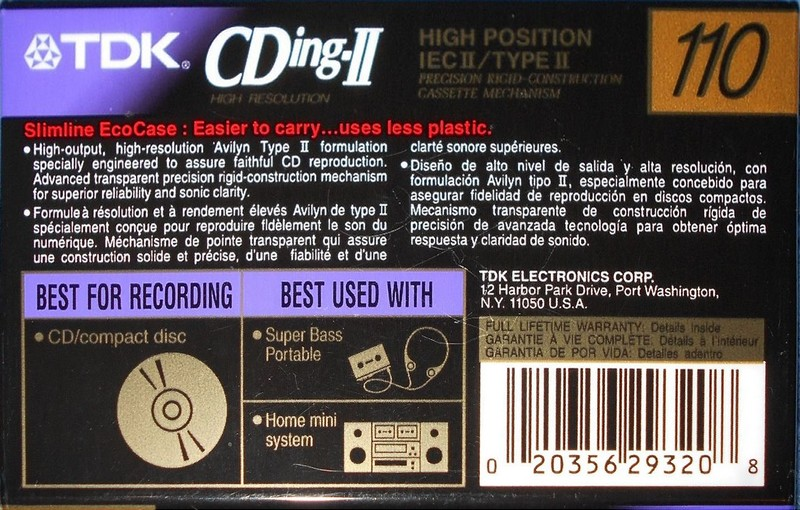 TDK® CDing-II
HIGH RESOLUTION
HIGH POSITION
IEC II/TYPE II
PRECISION RIGID-CONSTRUCTION
CASSETTE MECHANISM
110
Slimline EcoCase : Easier to carry...uses less plastic.
● High-output, high-resolution Avilyn Type II formulation
specially engineered to assure faithful CD reproduction.
Advanced transparent precision rigid-construction mechanism
for superior reliability and sonic clarity.
● Formule à résolution et à rendement élevés Avilyn de type II
spécialement conçue pour reproduire fidèlement le son du
numérique. Méchanisme de pointe transparent qui assure
une construction solide et précise, d'une fiabilité et d'une
clarté sonore supérieures.
● Diseño de alto nivel de salida y alta resolución, con
formulación Avilyn tipo II, especialmente concebido para
asegurar fidelidad de reproducción en discos compactos.
Mecanismo transparente de construcción rígida de
precisión de avanzada tecnología para obtener óptima
respuesta y claridad de sonido.
BEST FOR RECORDING
● CD/compact disc
BEST USED WITH
● Super Bass
Portable
● Home mini
system
TDK ELECTRONICS CORP.
12 Harbor Park Drive, Port Washington,
N.Y. 11050 U.S.A.
FULL LIFETIME WARRANTY: Details inside
GARANTIE À VIE COMPLÈTE. Détails à l'intérieur
GARANTIA DE POR VIDA: Detalles adentro
0 20356 29320 8